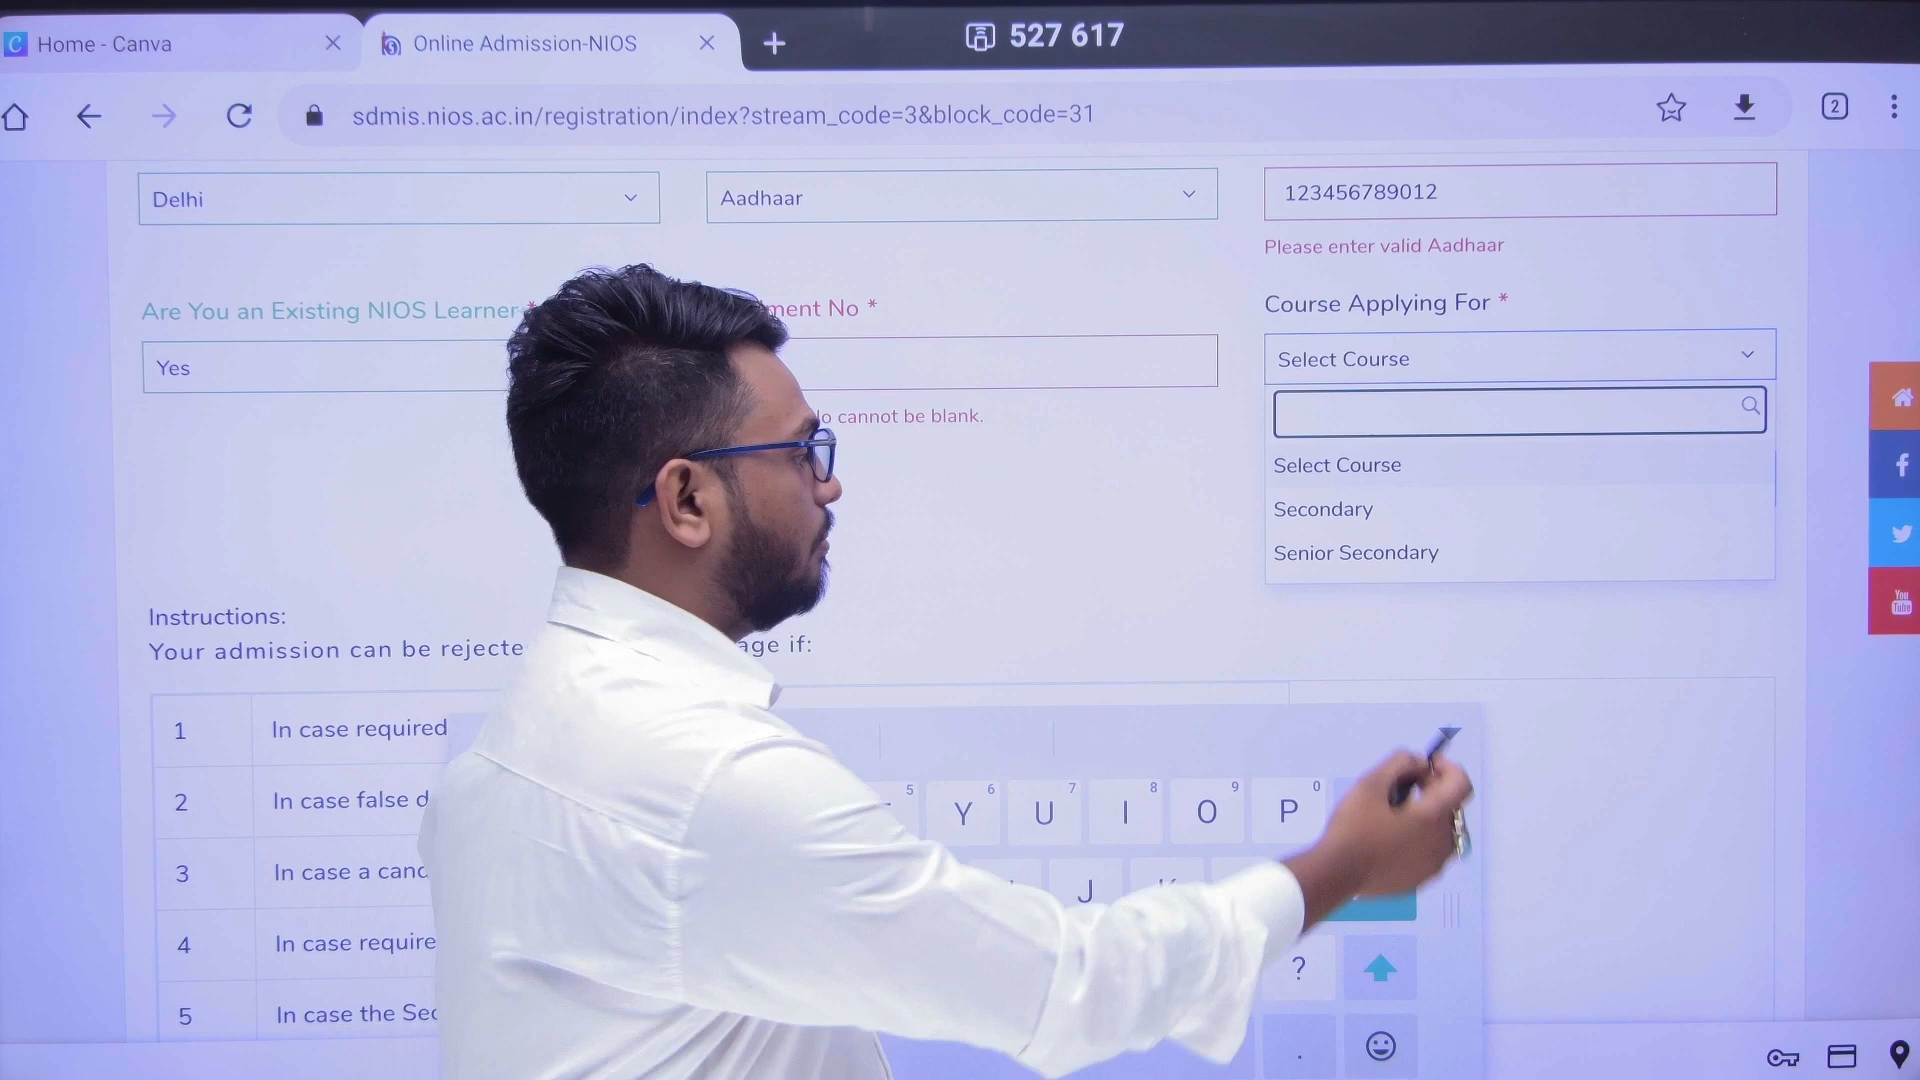 Home - Canva
Online Admission-NIOS
527 617
sdmis.nios.ac.in/registration/index?stream_code=3&block_code=31
2
Delhi
Aadhaar
123456789012
Please enter valid Aadhaar
Are You an Existing NIOS Learner *
ment No *
Course Applying For *
Yes
Select Course
cannot be blank.
Select Course
Secondary
Senior Secondary
You
Tube
Instructions:
Your admission can be rejecte
age if:
1 In case required
2 In case false d
3 In case a canc
4 In case require
5 In case the Sec
5 6 7 8 9 0
Y U I O P
J
?
.